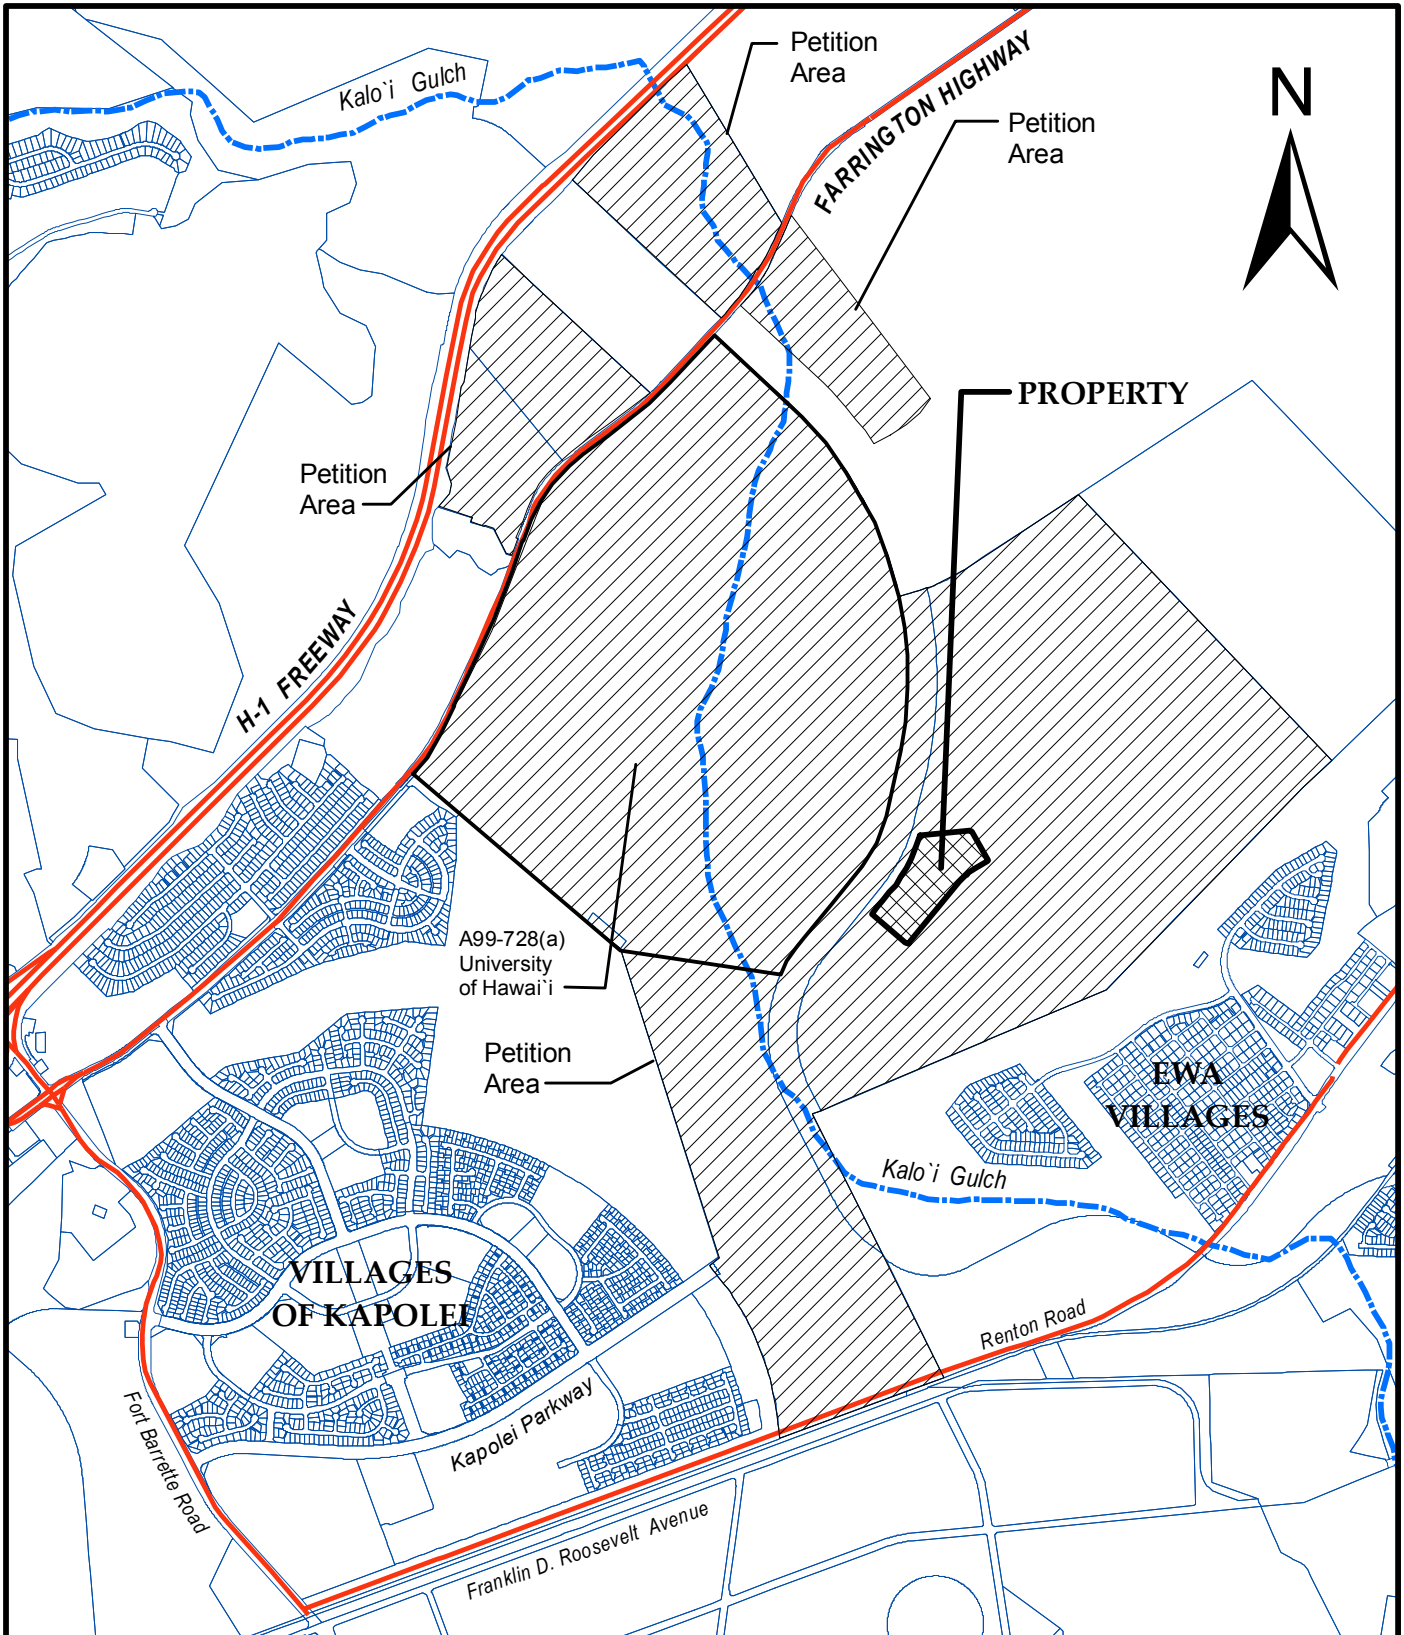 Petition
Area
Kalo`i Gulch
FARRINGTON HIGHWAY
N
Petition
Area
PROPERTY
Petition
Area
H-1 FREEWAY
A99-728(a)
University
of Hawai`i
Petition
Area
EWA
VILLAGES
Kalo`i Gulch
VILLAGES
OF KAPOLEI
Renton Road
Fort Barrette Road
Kapolei Parkway
Franklin D. Roosevelt Avenue